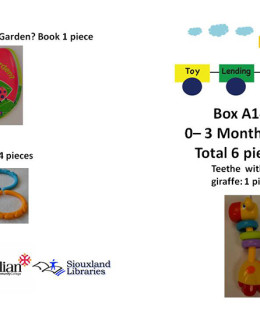 Garden? Book 1 piece
4 pieces
Siouxland
Libraries
Toy
Lending
Box A1
0– 3 Month
Total 6 pie
Teethe with
giraffe: 1 pi